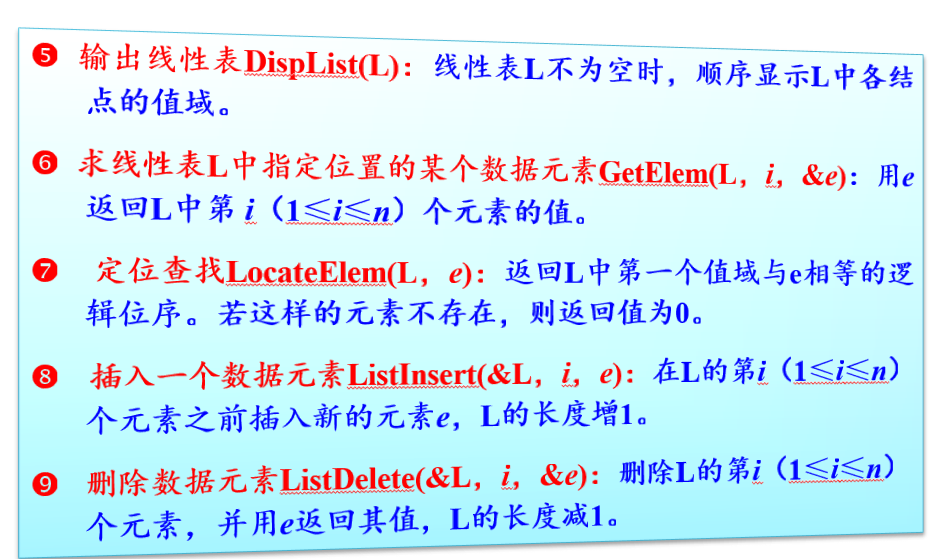 ❺ 输出线性表DispList(L)：线性表L不为空时，顺序显示L中各结
点的值域。
❻ 求线性表L中指定位置的某个数据元素GetElem(L，i，&e)：用e
返回L中第 i（1≤i≤n）个元素的值。
❼ 定位查找LocateElem(L，e)：返回L中第一个值域与e相等的逻
辑位序。若这样的元素不存在，则返回值为0。
❽ 插入一个数据元素ListInsert(&L，i，e)：在L的第i（1≤i≤n）
个元素之前插入新的元素e，L的长度增1。
❾ 删除数据元素ListDelete(&L，i，&e)：删除L的第i（1≤i≤n）
个元素，并用e返回其值，L的长度减1。